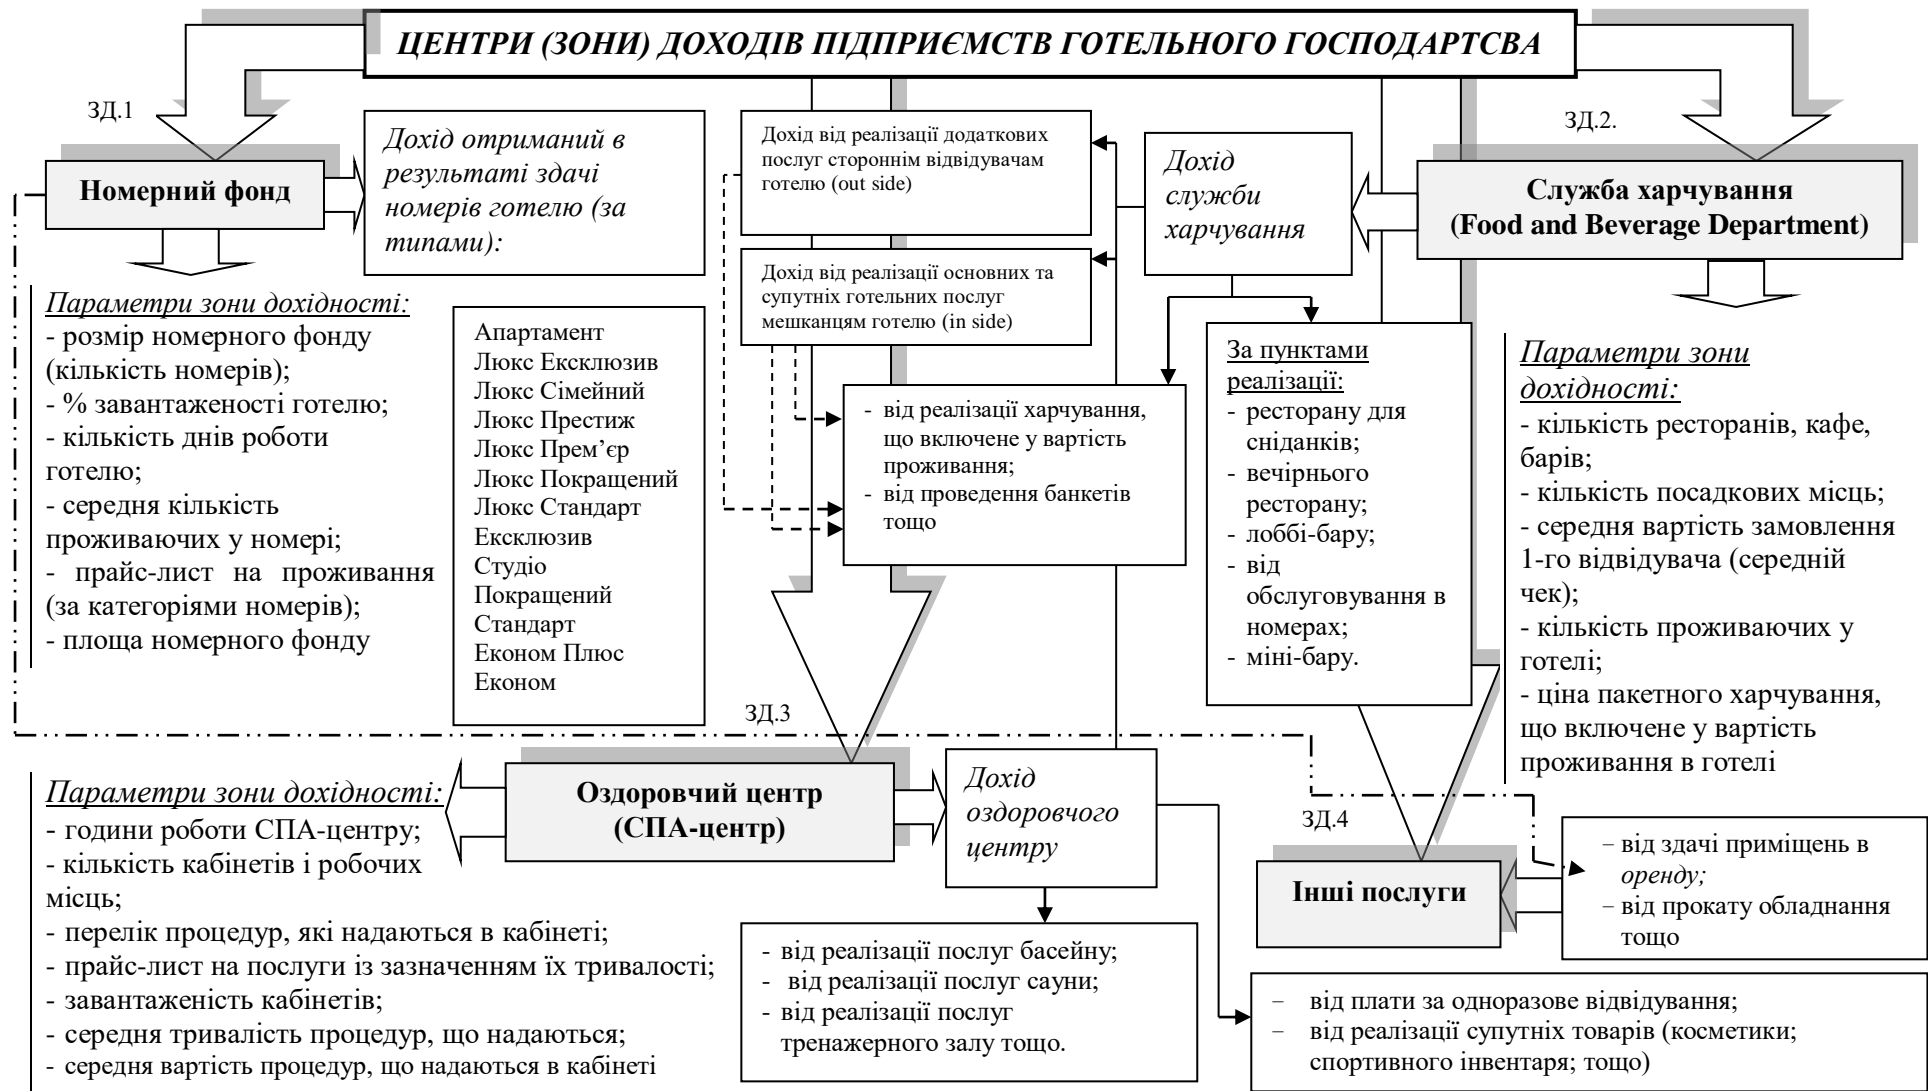 ЦЕНТРИ (ЗОНИ) ДОХОДІВ ПІДПРИЄМСТВ ГОТЕЛЬНОГО ГОСПОДАРТСВА
ЗД.1
Номерний фонд
Дохід отриманий в
результаті здачі
номерів готелю (за
типами):
Параметри зони дохідності:
- розмір номерного фонду
(кількість номерів);
- % завантаженості готелю;
- кількість днів роботи
готелю;
- середня кількість
проживаючих у номері;
- прайс-лист на проживання
(за категоріями номерів);
- площа номерного фонду
Апартамент
Люкс Ексклюзив
Люкс Сімейний
Люкс Престиж
Люкс Прем’єр
Люкс Покращений
Люкс Стандарт
Ексклюзив
Студіо
Покращений
Стандарт
Економ Плюс
Економ
Дохід від реалізації додаткових
послуг стороннім відвідувачам
готелю (out side)
Дохід від реалізації основних та
супутніх готельних послуг
мешканцям готелю (in side)
Дохід
служби
харчування
ЗД.2.
Служба харчування
(Food and Beverage Department)
- від реалізації харчування,
що включене у вартість
проживання;
- від проведення банкетів
тощо
За пунктами
реалізації:
- ресторану для
сніданків;
- вечірнього
ресторану;
- лоббі-бару;
- від
обслуговування в
номерах;
- міні-бару.
Параметри зони
дохідності:
- кількість ресторанів, кафе,
барів;
- кількість посадкових місць;
- середня вартість замовлення
1-го відвідувача (середній
чек);
- кількість проживаючих у
готелі;
- ціна пакетного харчування,
що включене у вартість
проживання в готелі
ЗД.3
Оздоровчий центр
(СПА-центр)
Дохід
оздоровчого
центру
Параметри зони дохідності:
- години роботи СПА-центру;
- кількість кабінетів і робочих
місць;
- перелік процедур, які надаються в кабінеті;
- прайс-лист на послуги із зазначенням їх тривалості;
- завантаженість кабінетів;
- середня тривалість процедур, що надаються;
- середня вартість процедур, що надаються в кабінеті
- від реалізації послуг басейну;
- від реалізації послуг сауни;
- від реалізації послуг
тренажерного залу тощо.
ЗД.4
Інші послуги
– від здачі приміщень в
оренду;
– від прокату обладнання
тощо
– від плати за одноразове відвідування;
– від реалізації супутніх товарів (косметики;
спортивного інвентаря; тощо)